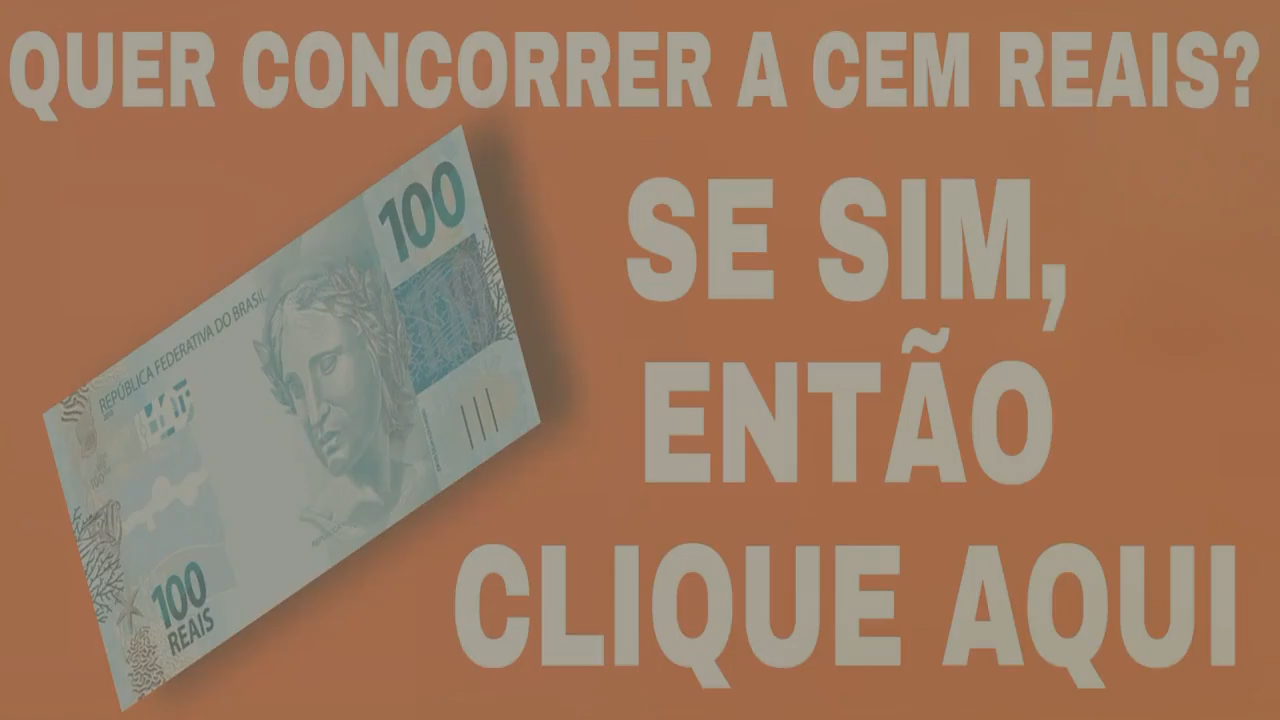 QUER CONCORRER A CEM REAIS?
SE SIM,
ENTÃO
CLIQUE AQUI
100
REPÚBLICA FEDERATIVA DO BRASIL
100
REAIS